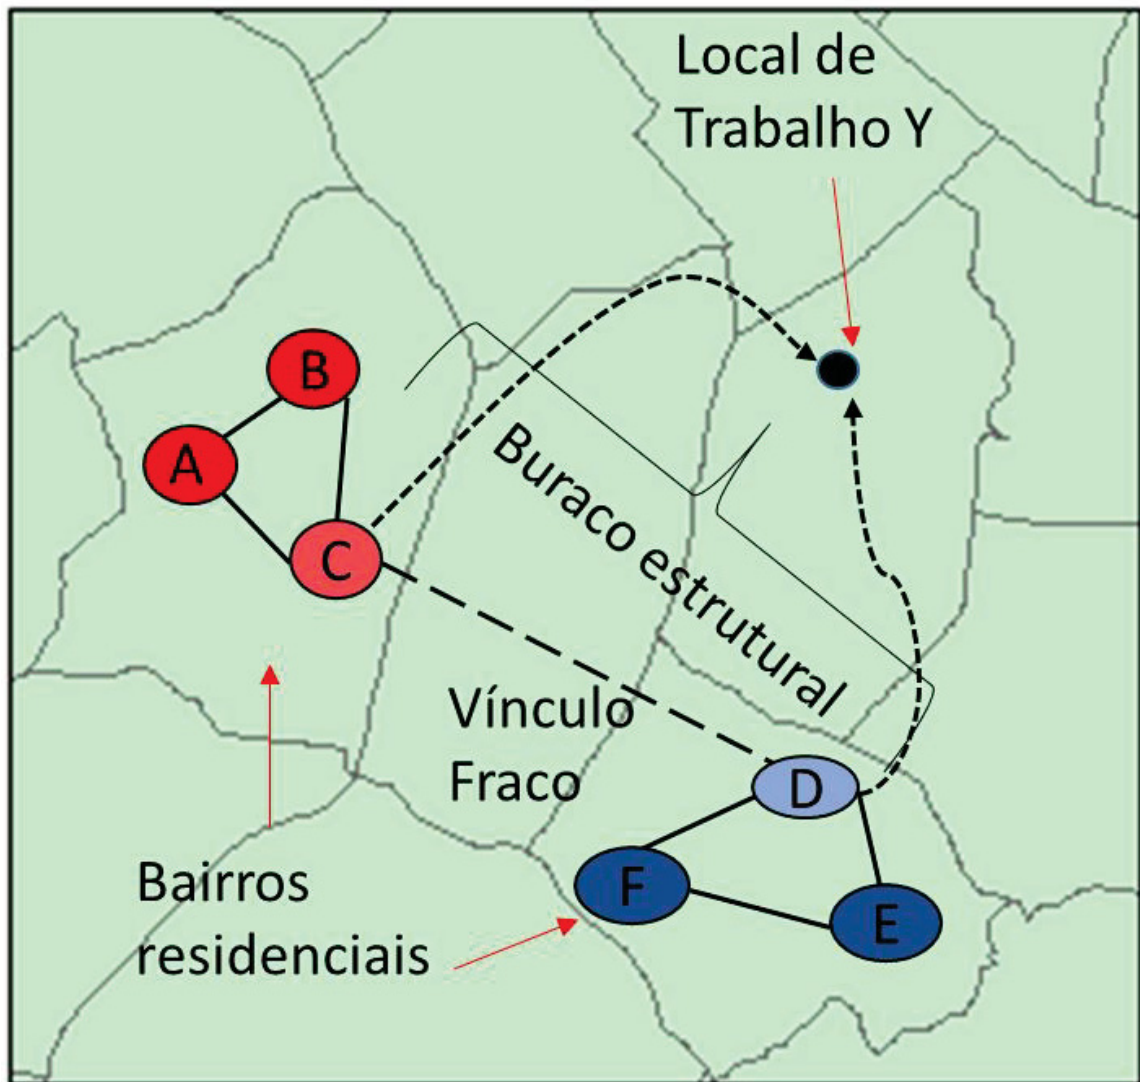 Local de
Trabalho Y
B
A
C
Buraco estrutural
Vínculo
Fraco
D
F
E
Bairros
residenciais